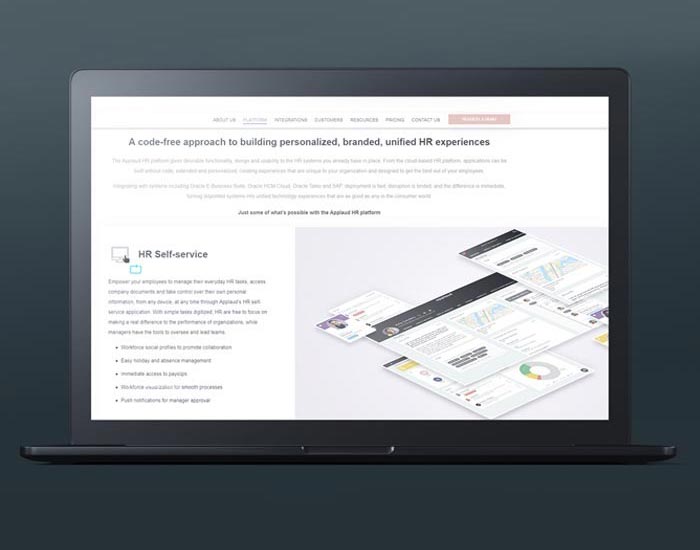 ABOUT US PLATFORM INTEGRATIONS CUSTOMERS RESOURCES PRICING CONTACT US REQUEST A DEMO
A code-free approach to building personalized, branded, unified HR experiences
The Applaud HR platform gives desirable functionality, design and usability to the HR systems you already have in place. From the cloud-based HR platform, applications can be
built without code, extended and personalized, creating experiences that are unique to your organization and designed to get the best out of your employees.
Integrating with systems including Oracle E-Business Suite, Oracle HCM Cloud, Oracle Taleo and SAP, deployment is fast, disruption is limited, and the difference is immediate,
turning disjointed systems into unified technology experiences that are as good as any in the consumer world.
Just some of what's possible with the Applaud HR platform
HR Self-service
Empower your employees to manage their everyday HR tasks, access
company documents and take control over their own personal
information, from any device, at any time through Applaud's HR self-
service application. With simple tasks digitized, HR are free to focus on
making a real difference to the performance of organizations, while
managers have the tools to oversee and lead teams.
Workforce social profiles to promote collaboration
Easy holiday and absence management
Immediate access to payslips
Workforce visualization for smooth processes
Push notifications for manager approval